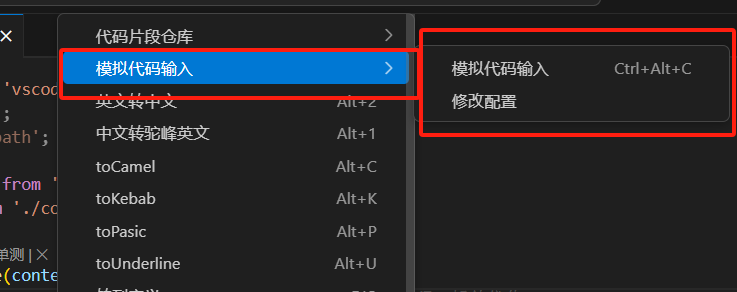 代码片段仓库
模拟代码输入
英文转中文 Alt+2
中文转驼峰英文 Alt+1
toCamel Alt+C
toKebab Alt+K
toPasic Alt+P
toUnderline Alt+U
模拟代码输入 Ctrl+Alt+C
修改配置
'vscod
;
path';
from '
'./co
单测|×
e(conte